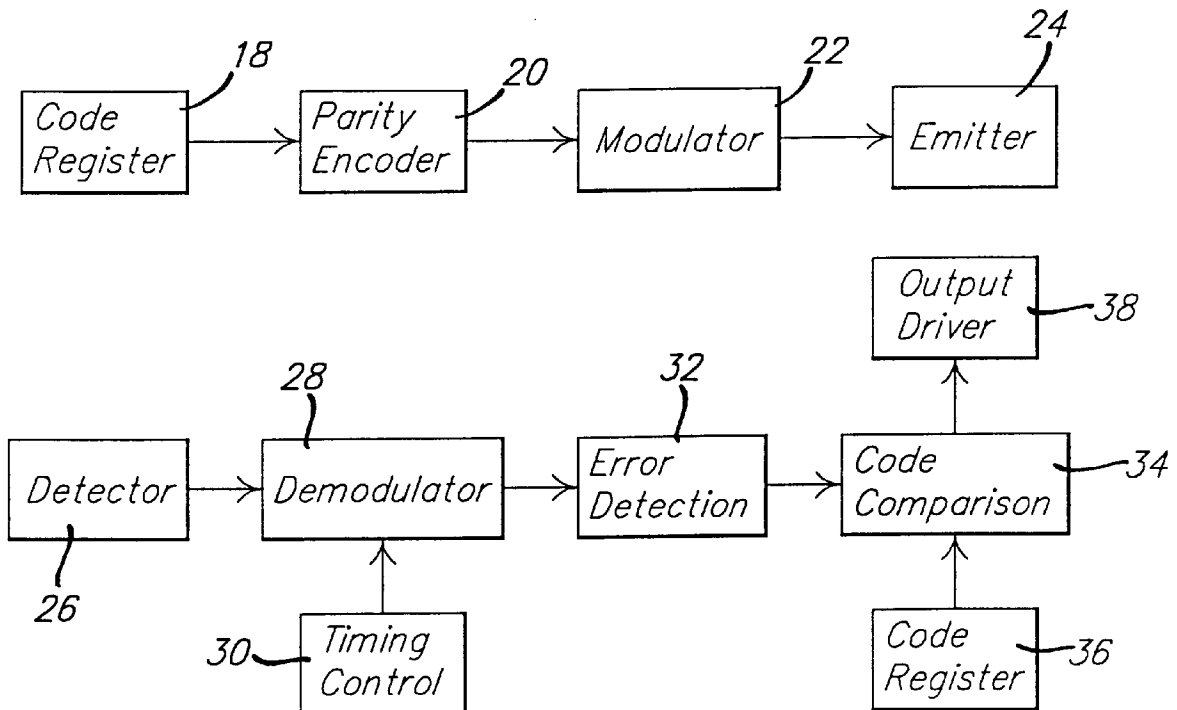 18
Code
Register
20
Parity
Encoder
22
Modulator
24
Emitter
Output
Driver
38
26
Detector
28
Demodulator
32
Error
Detection
Code
Comparison
34
30
Timing
Control
Code
Register
36